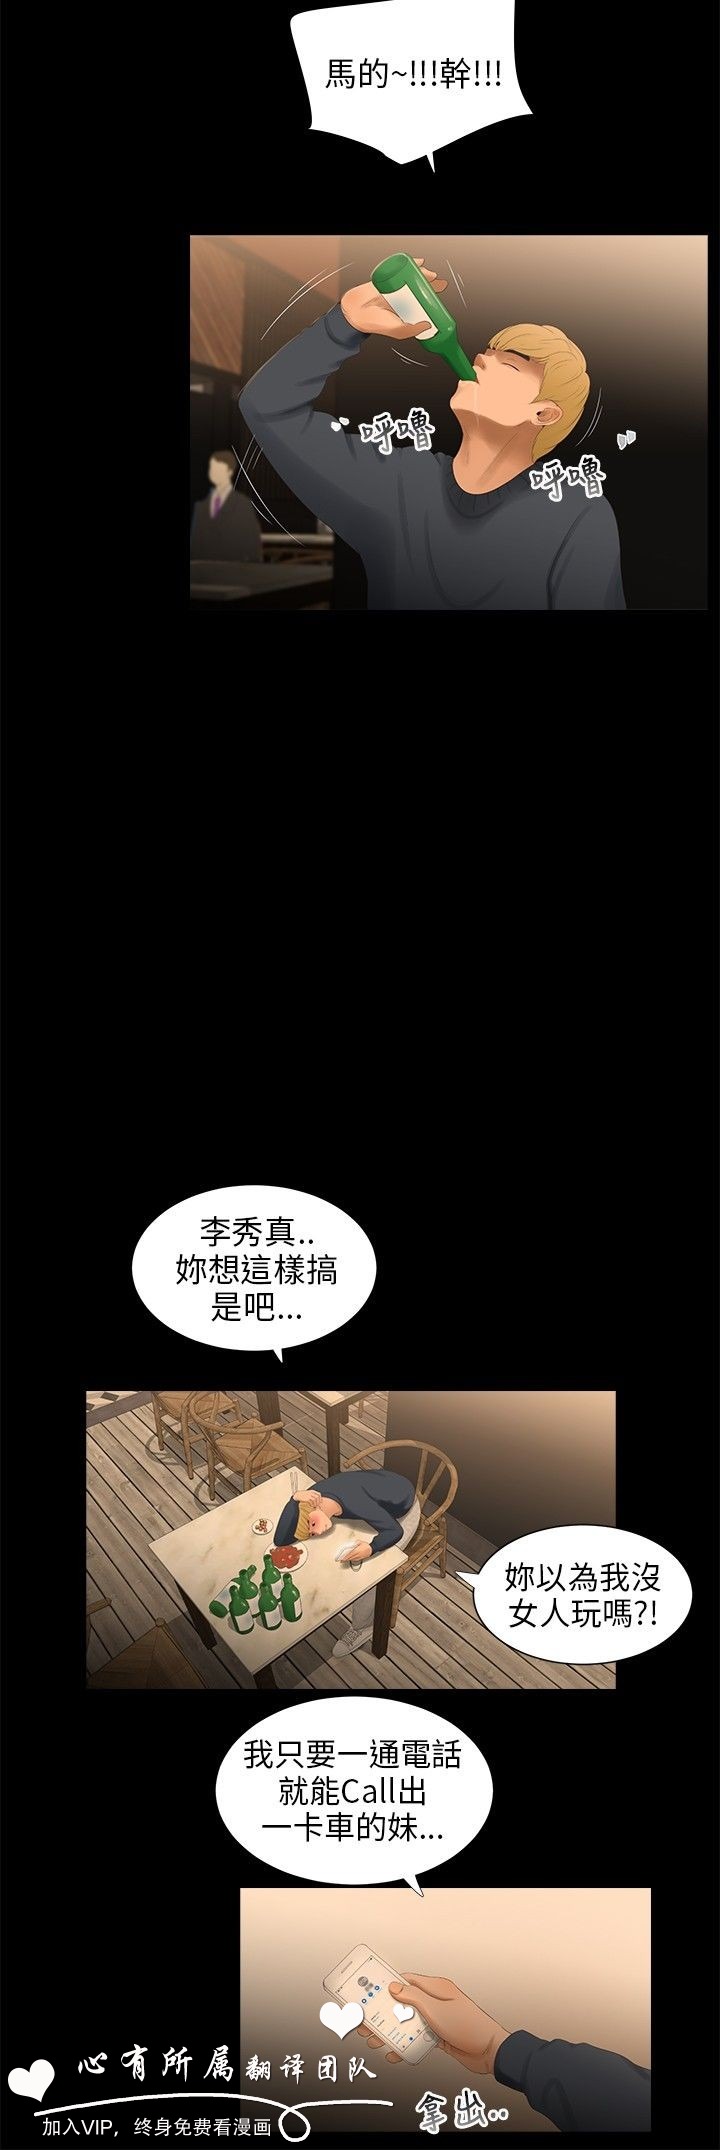 馬的~!!!幹!!!
呼嚕
呼嚕
李秀真..
妳想這樣搞
是吧...
妳以為我沒
女人玩嗎?!
我只要一通電話
就能Call出
一卡車的妹...
心有所属翻译团队
加入VIP，终身免费看漫画
拿出..